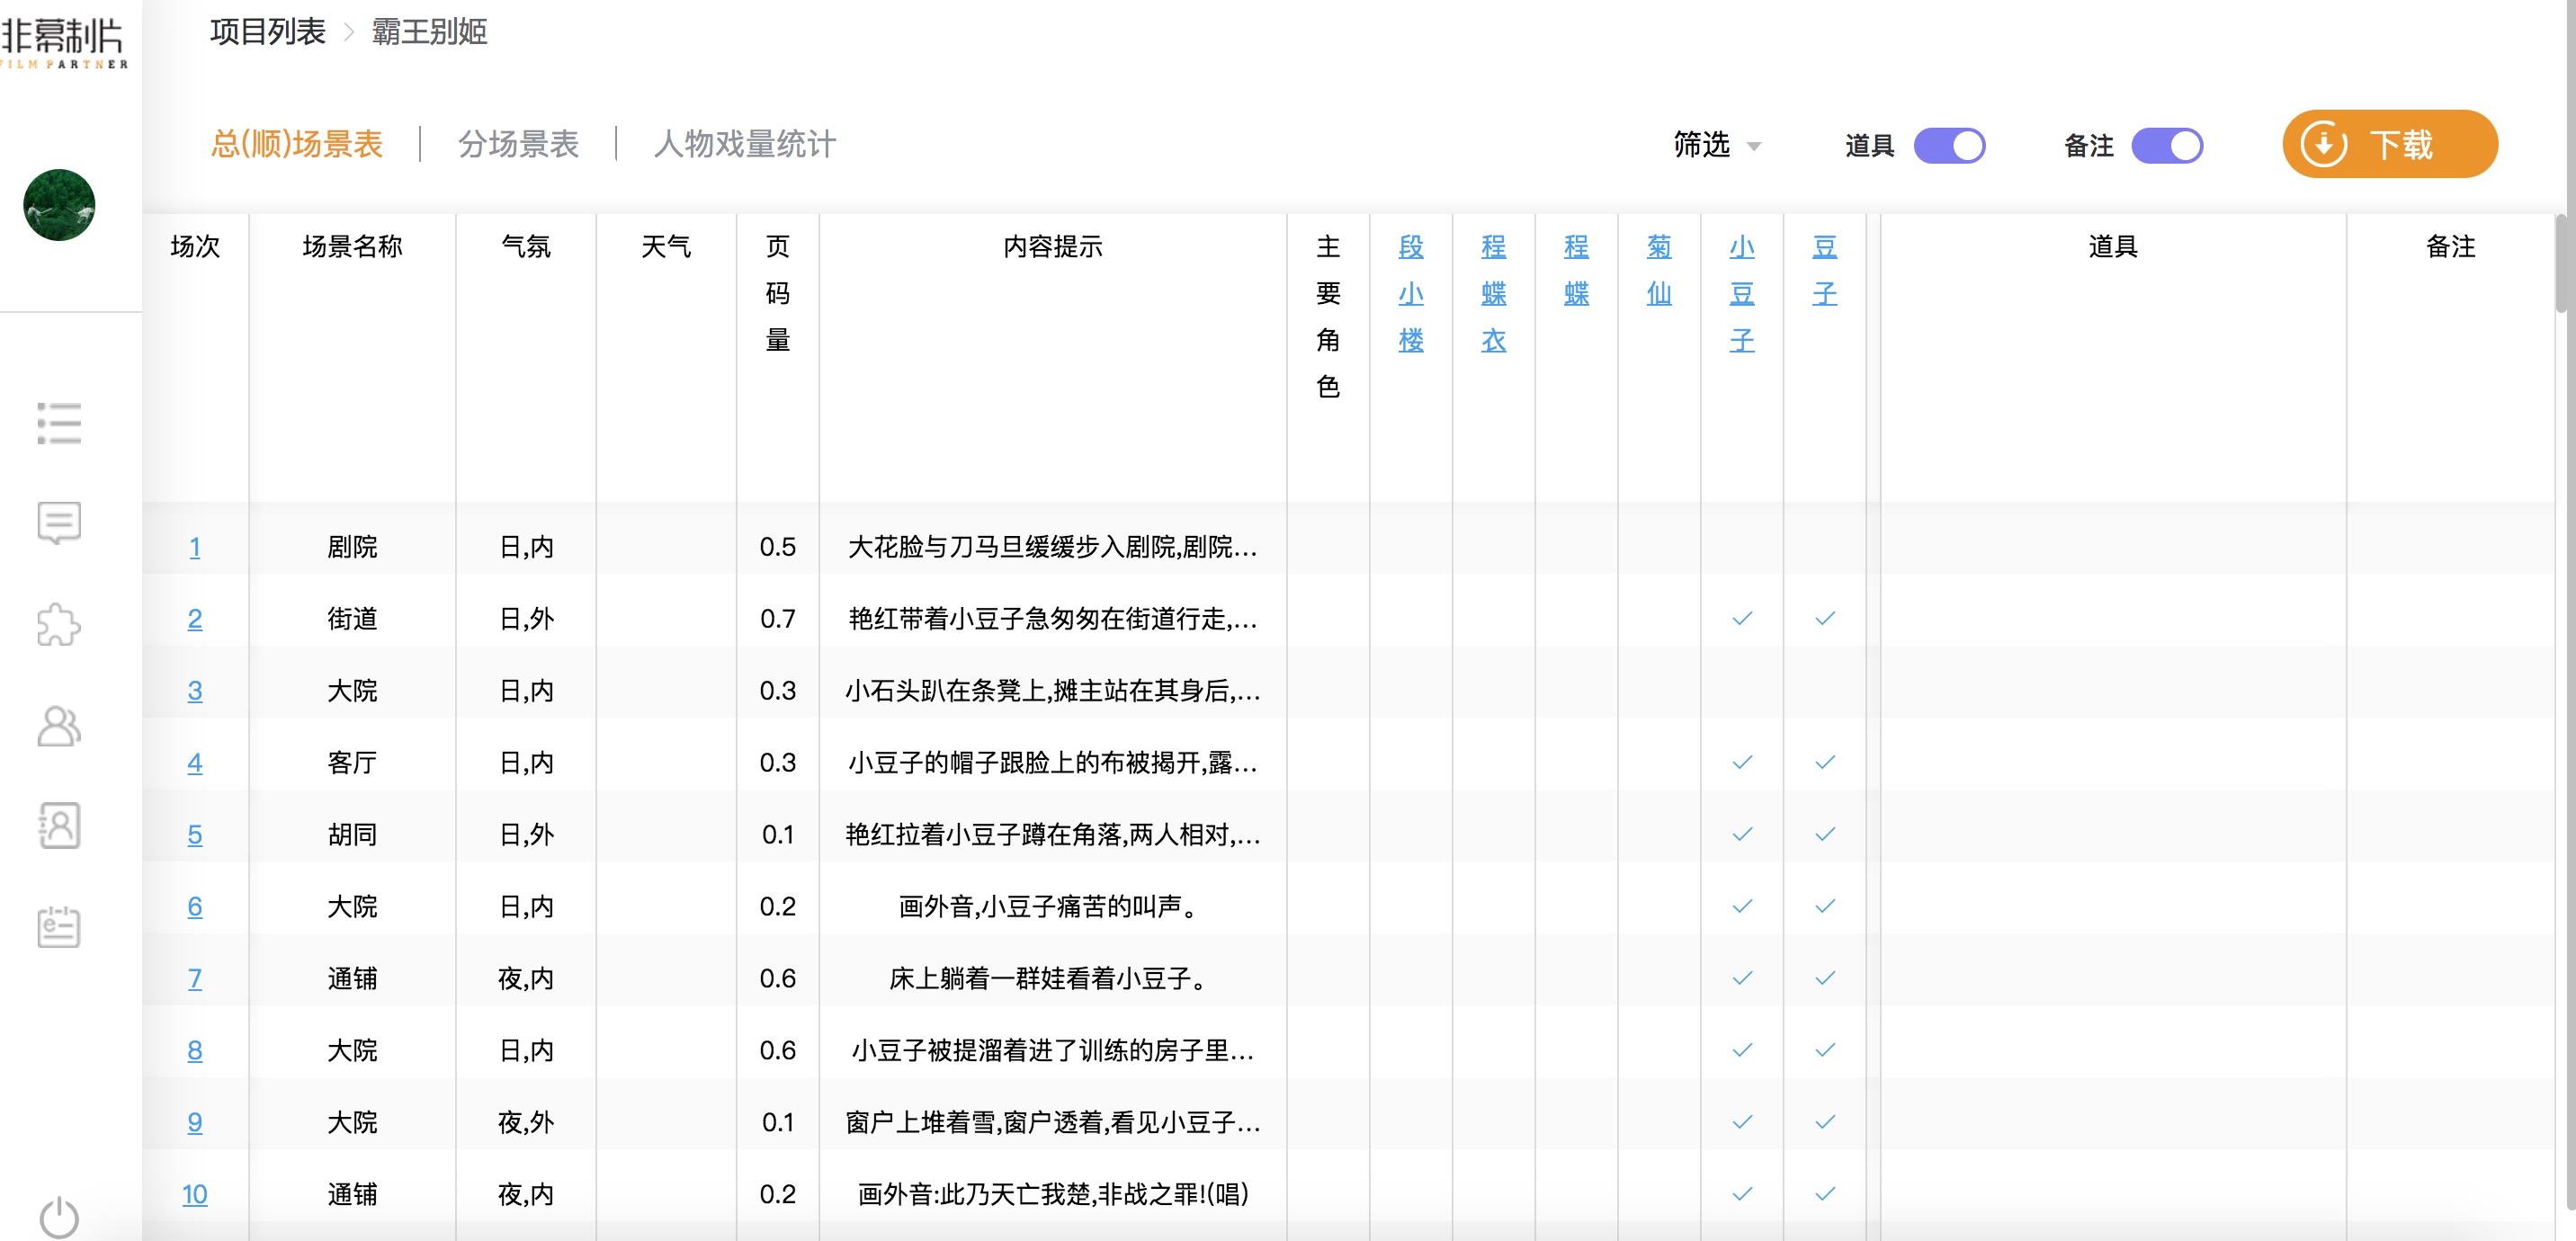 非幕制片
FILM PARTNER
项目列表 > 霸王别姬
总(顺)场景表 | 分场景表 | 人物戏量统计 筛选 道具 备注 下载
场次 场景名称 气氛 天气 页码量 内容提示 主要角色 段小楼 程蝶衣 程蝶 菊仙 小豆子 豆子 道具 备注
1 剧院 日,内 0.5 大花脸与刀马旦缓缓步入剧院,剧院...
2 街道 日,外 0.7 艳红带着小豆子急匆匆在街道行走,... ✓ ✓
3 大院 日,内 0.3 小石头趴在条凳上,摊主站在其身后,...
4 客厅 日,内 0.3 小豆子的帽子跟脸上的布被揭开,露... ✓ ✓
5 胡同 日,外 0.1 艳红拉着小豆子蹲在角落,两人相对,... ✓ ✓
6 大院 日,内 0.2 画外音,小豆子痛苦的叫声。 ✓ ✓
7 通铺 夜,内 0.6 床上躺着一群娃看着小豆子。 ✓ ✓
8 大院 日,内 0.6 小豆子被提溜着进了训练的房子里... ✓ ✓
9 大院 夜,外 0.1 窗户上堆着雪,窗户透着,看见小豆子... ✓ ✓
10 通铺 夜,内 0.2 画外音:此乃天亡我楚,非战之罪!(唱) ✓ ✓